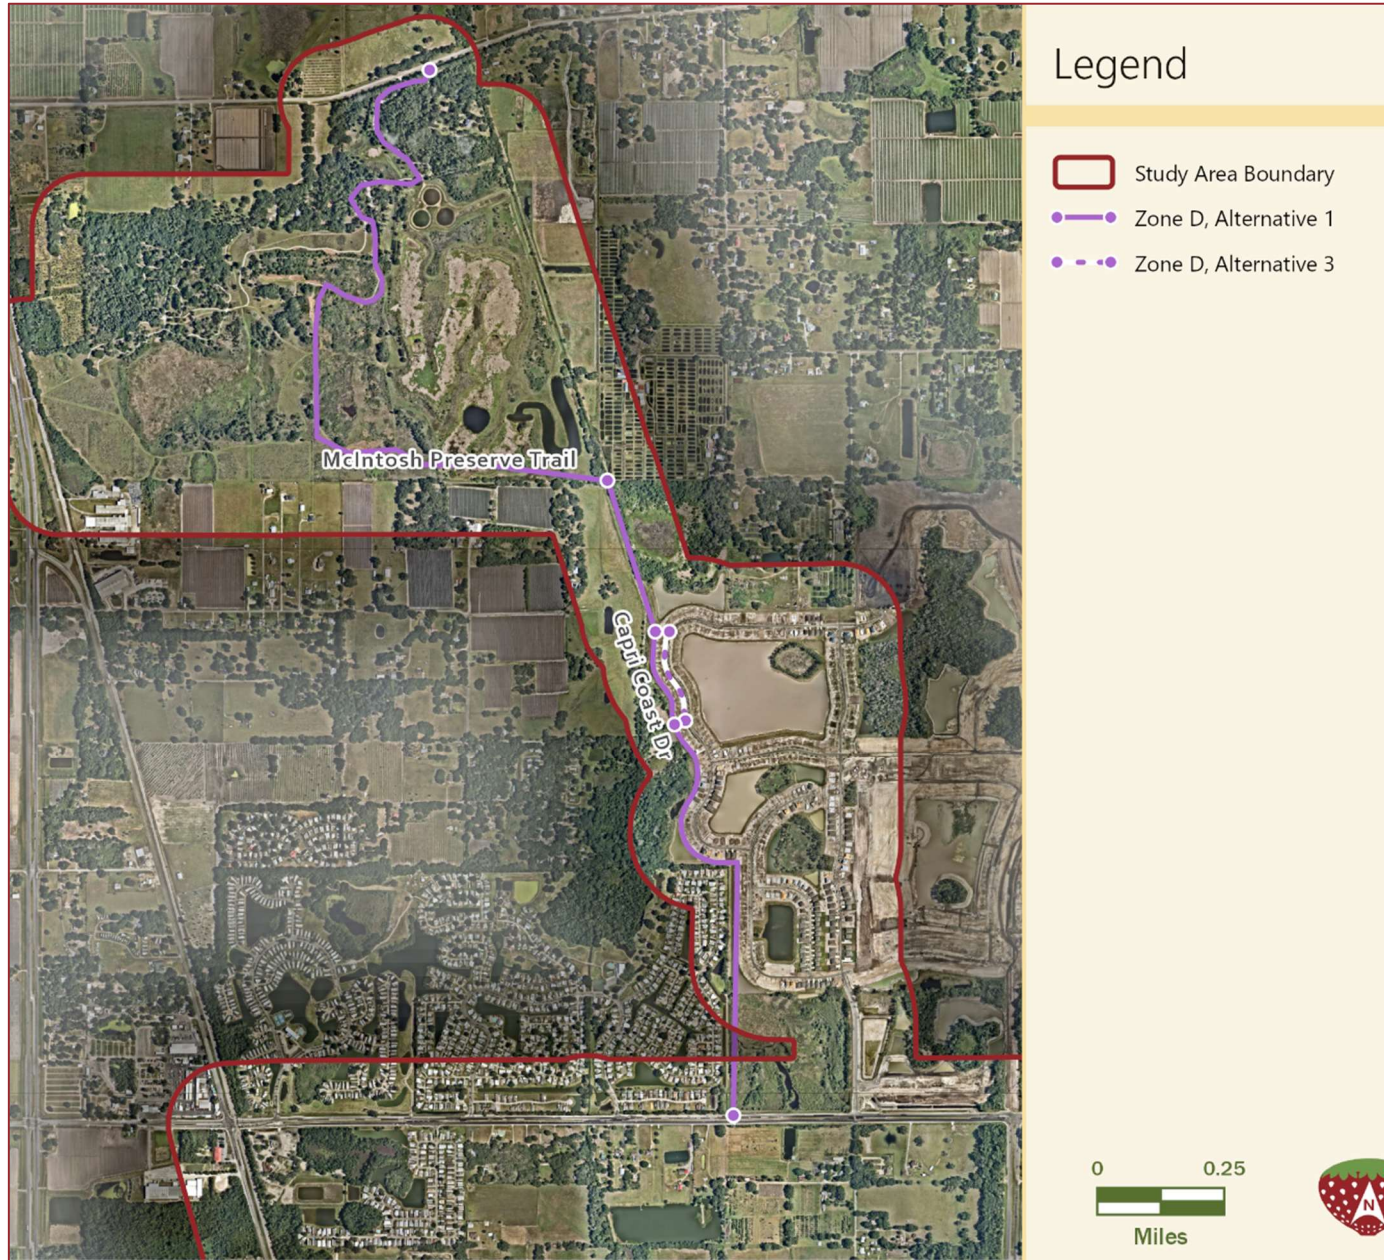 Legend
Study Area Boundary
Zone D, Alternative 1
Zone D, Alternative 3
McIntosh Preserve Trail
Capri Coast Dr
0 0.25
Miles
N